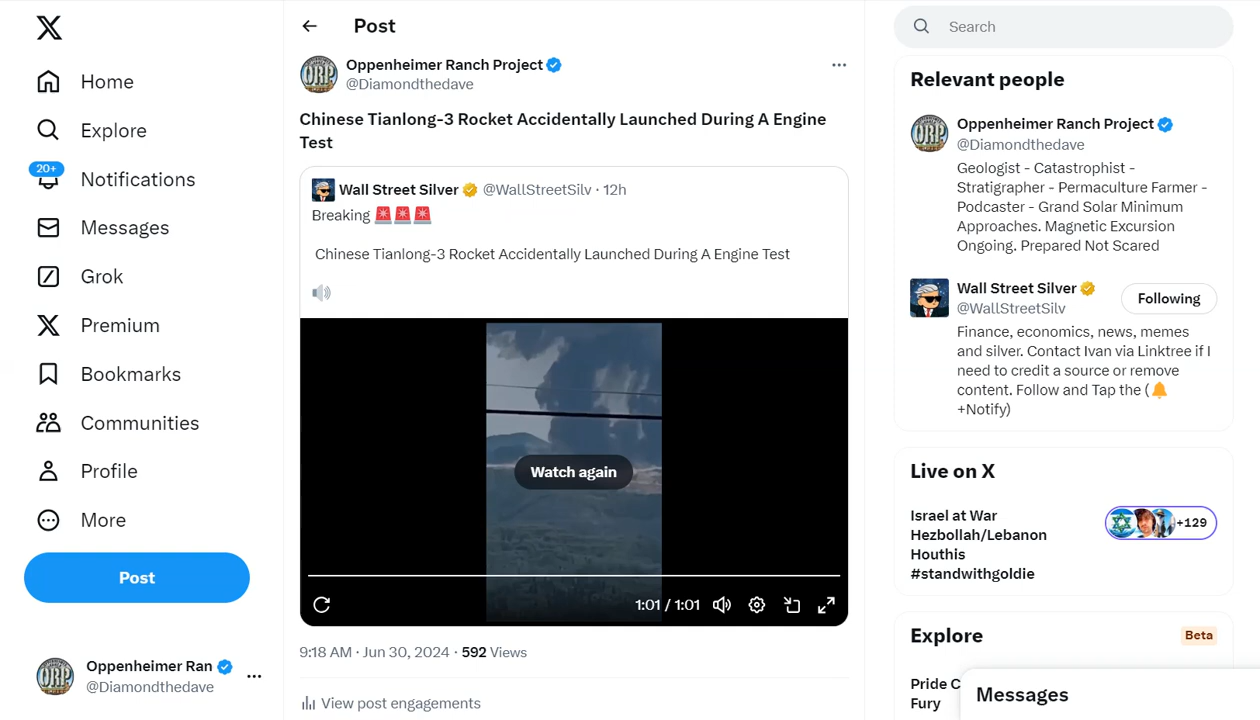 Post
Search
Home
Explore
20+
Notifications
Messages
Grok
Premium
Bookmarks
Communities
Profile
More
Post
Oppenheimer Ran
@Diamondthedave
ORP
Oppenheimer Ranch Project
@Diamondthedave
Chinese Tianlong-3 Rocket Accidentally Launched During A Engine
Test
Wall Street Silver @WallStreetSilv · 12h
Breaking 🚨🚨🚨
Chinese Tianlong-3 Rocket Accidentally Launched During A Engine Test
🔊
Watch again
1:01 / 1:01
9:18 AM · Jun 30, 2024 · 592 Views
View post engagements
Relevant people
ORP
Oppenheimer Ranch Project
@Diamondthedave
Geologist - Catastrophist -
Stratigrapher - Permaculture Farmer -
Podcaster - Grand Solar Minimum
Approaches. Magnetic Excursion
Ongoing. Prepared Not Scared
Wall Street Silver
@WallStreetSilv
Following
Finance, economics, news, memes
and silver. Contact Ivan via Linktree if I
need to credit a source or remove
content. Follow and Tap the (🔔
+Notify)
Live on X
Israel at War
Hezbollah/Lebanon
Houthis
#standwithgoldie
+129
Explore
Beta
Pride C
Fury
Messages
ORP